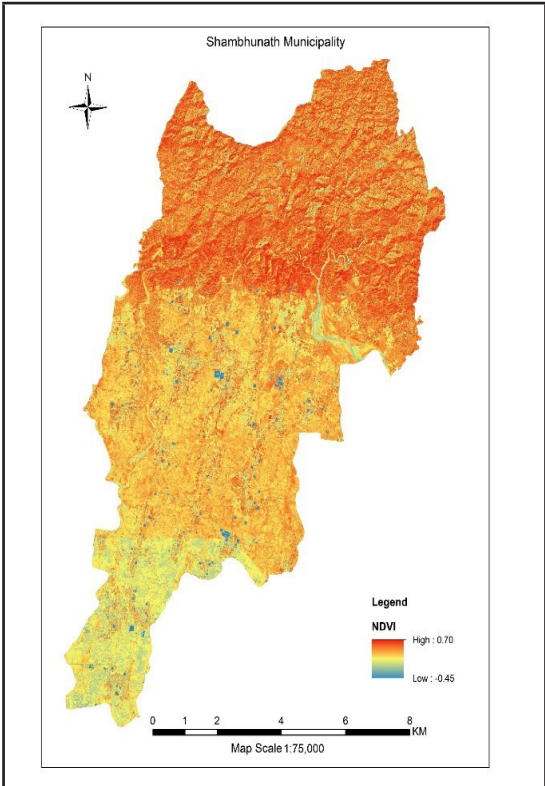 Shambhunath Municipality
N
Legend
NDVI
High : 0.70
Low : -0.45
0 1 2 4 6 8
KM
Map Scale 1:75,000